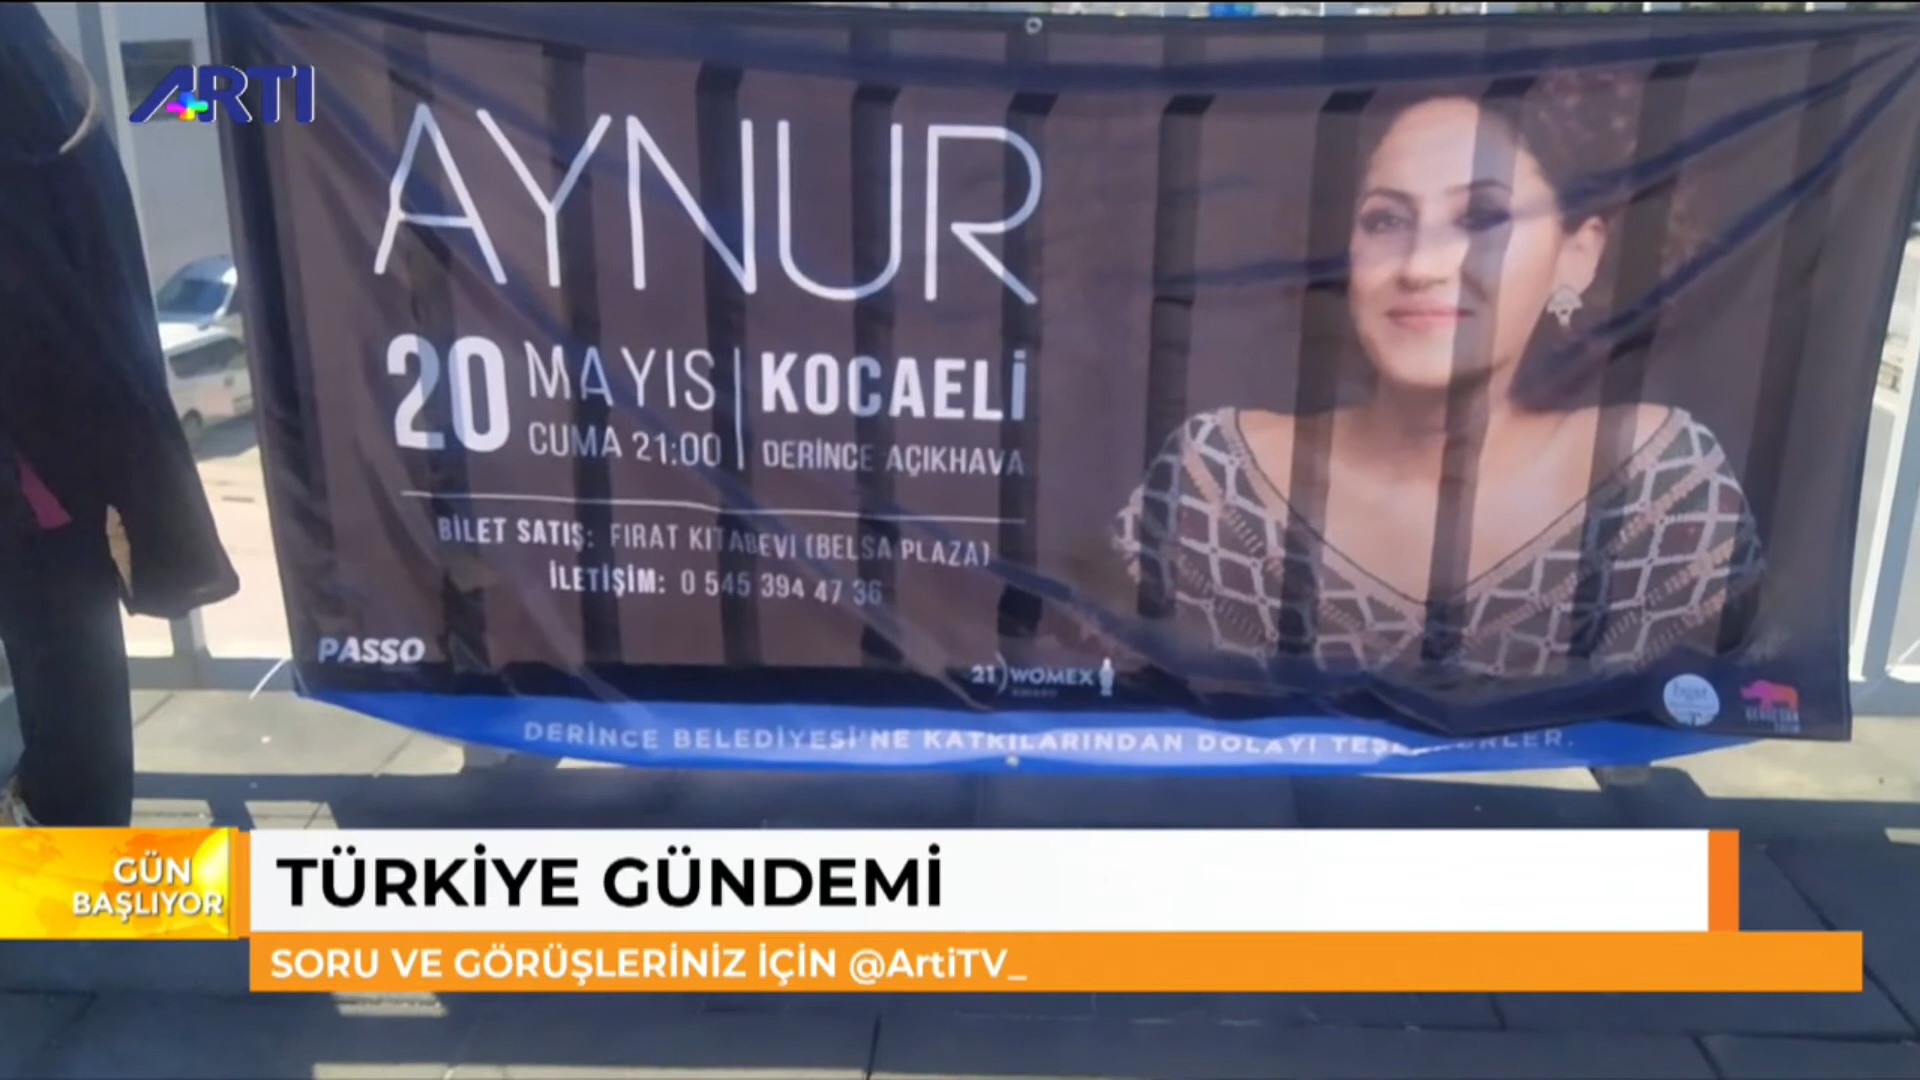 ARTI
AYNUR
20 MAYIS
CUMA 21:00
KOCAELİ
DERİNCE AÇIKHAVA
BİLET SATIŞ: FIRAT KITABEVI (BELSA PLAZA)
İLETİŞİM: 0 545 394 47 36
PASSO
21) WOMEX
DERİNCE BELEDİYESİ'NE KATKILARINDAN DOLAYI
GÜN
BAŞLIYOR
TÜRKİYE GÜNDEMİ
SORU VE GÖRÜŞLERİNİZ İÇİN @ArtiTV_